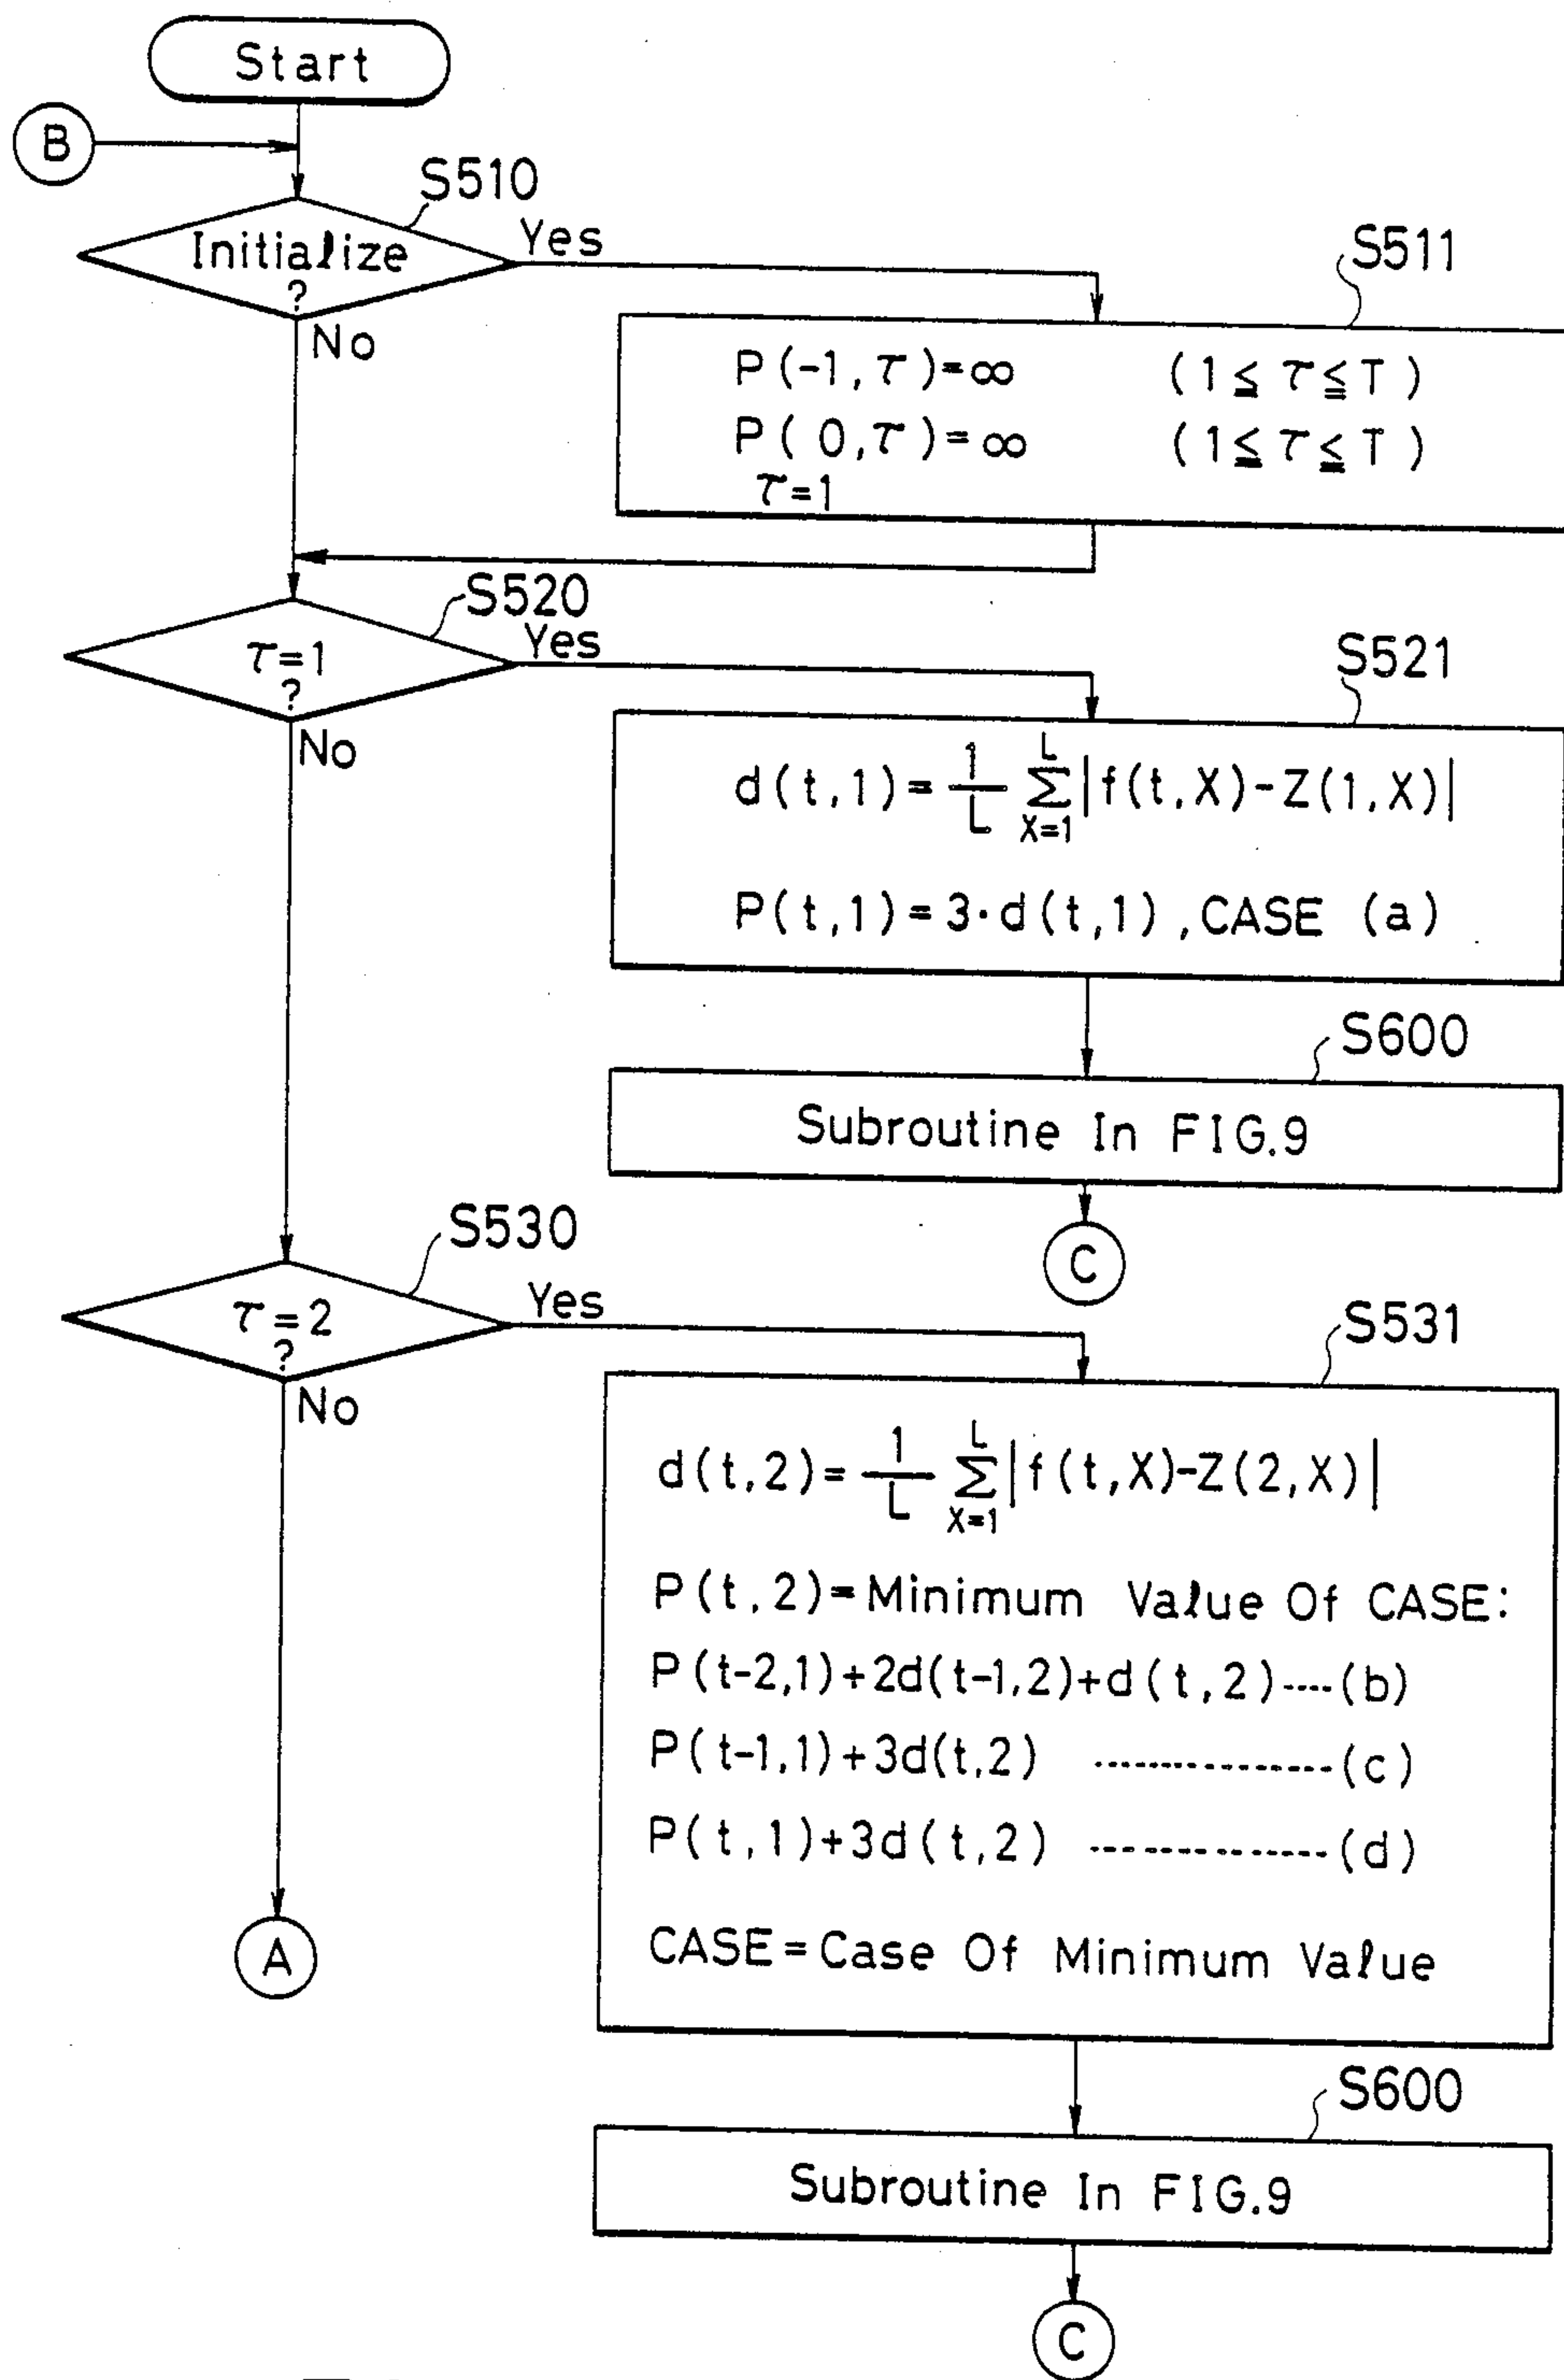 Start
B
S510
Initialize
?
Yes
No
S511
P(-1,τ)=∞ (1≦τ≦T)
P( 0,τ)=∞ (1≦τ≦T)
τ=1
S520
τ=1
?
Yes
No
S521
d(t,1)=1/L Σ_{X=1}^{L}|f(t,X)-Z(1,X)|
P(t,1)=3·d(t,1),CASE (a)
S600
Subroutine In FIG.9
C
S530
τ=2
?
Yes
No
S531
d(t,2)=1/L Σ_{X=1}^{L}|f(t,X)-Z(2,X)|
P(t,2)=Minimum Value Of CASE:
P(t-2,1)+2d(t-1,2)+d(t,2)----(b)
P(t-1,1)+3d(t,2) ---------------(c)
P(t,1)+3d(t,2) ---------------(d)
CASE=Case Of Minimum Value
A
S600
Subroutine In FIG.9
C